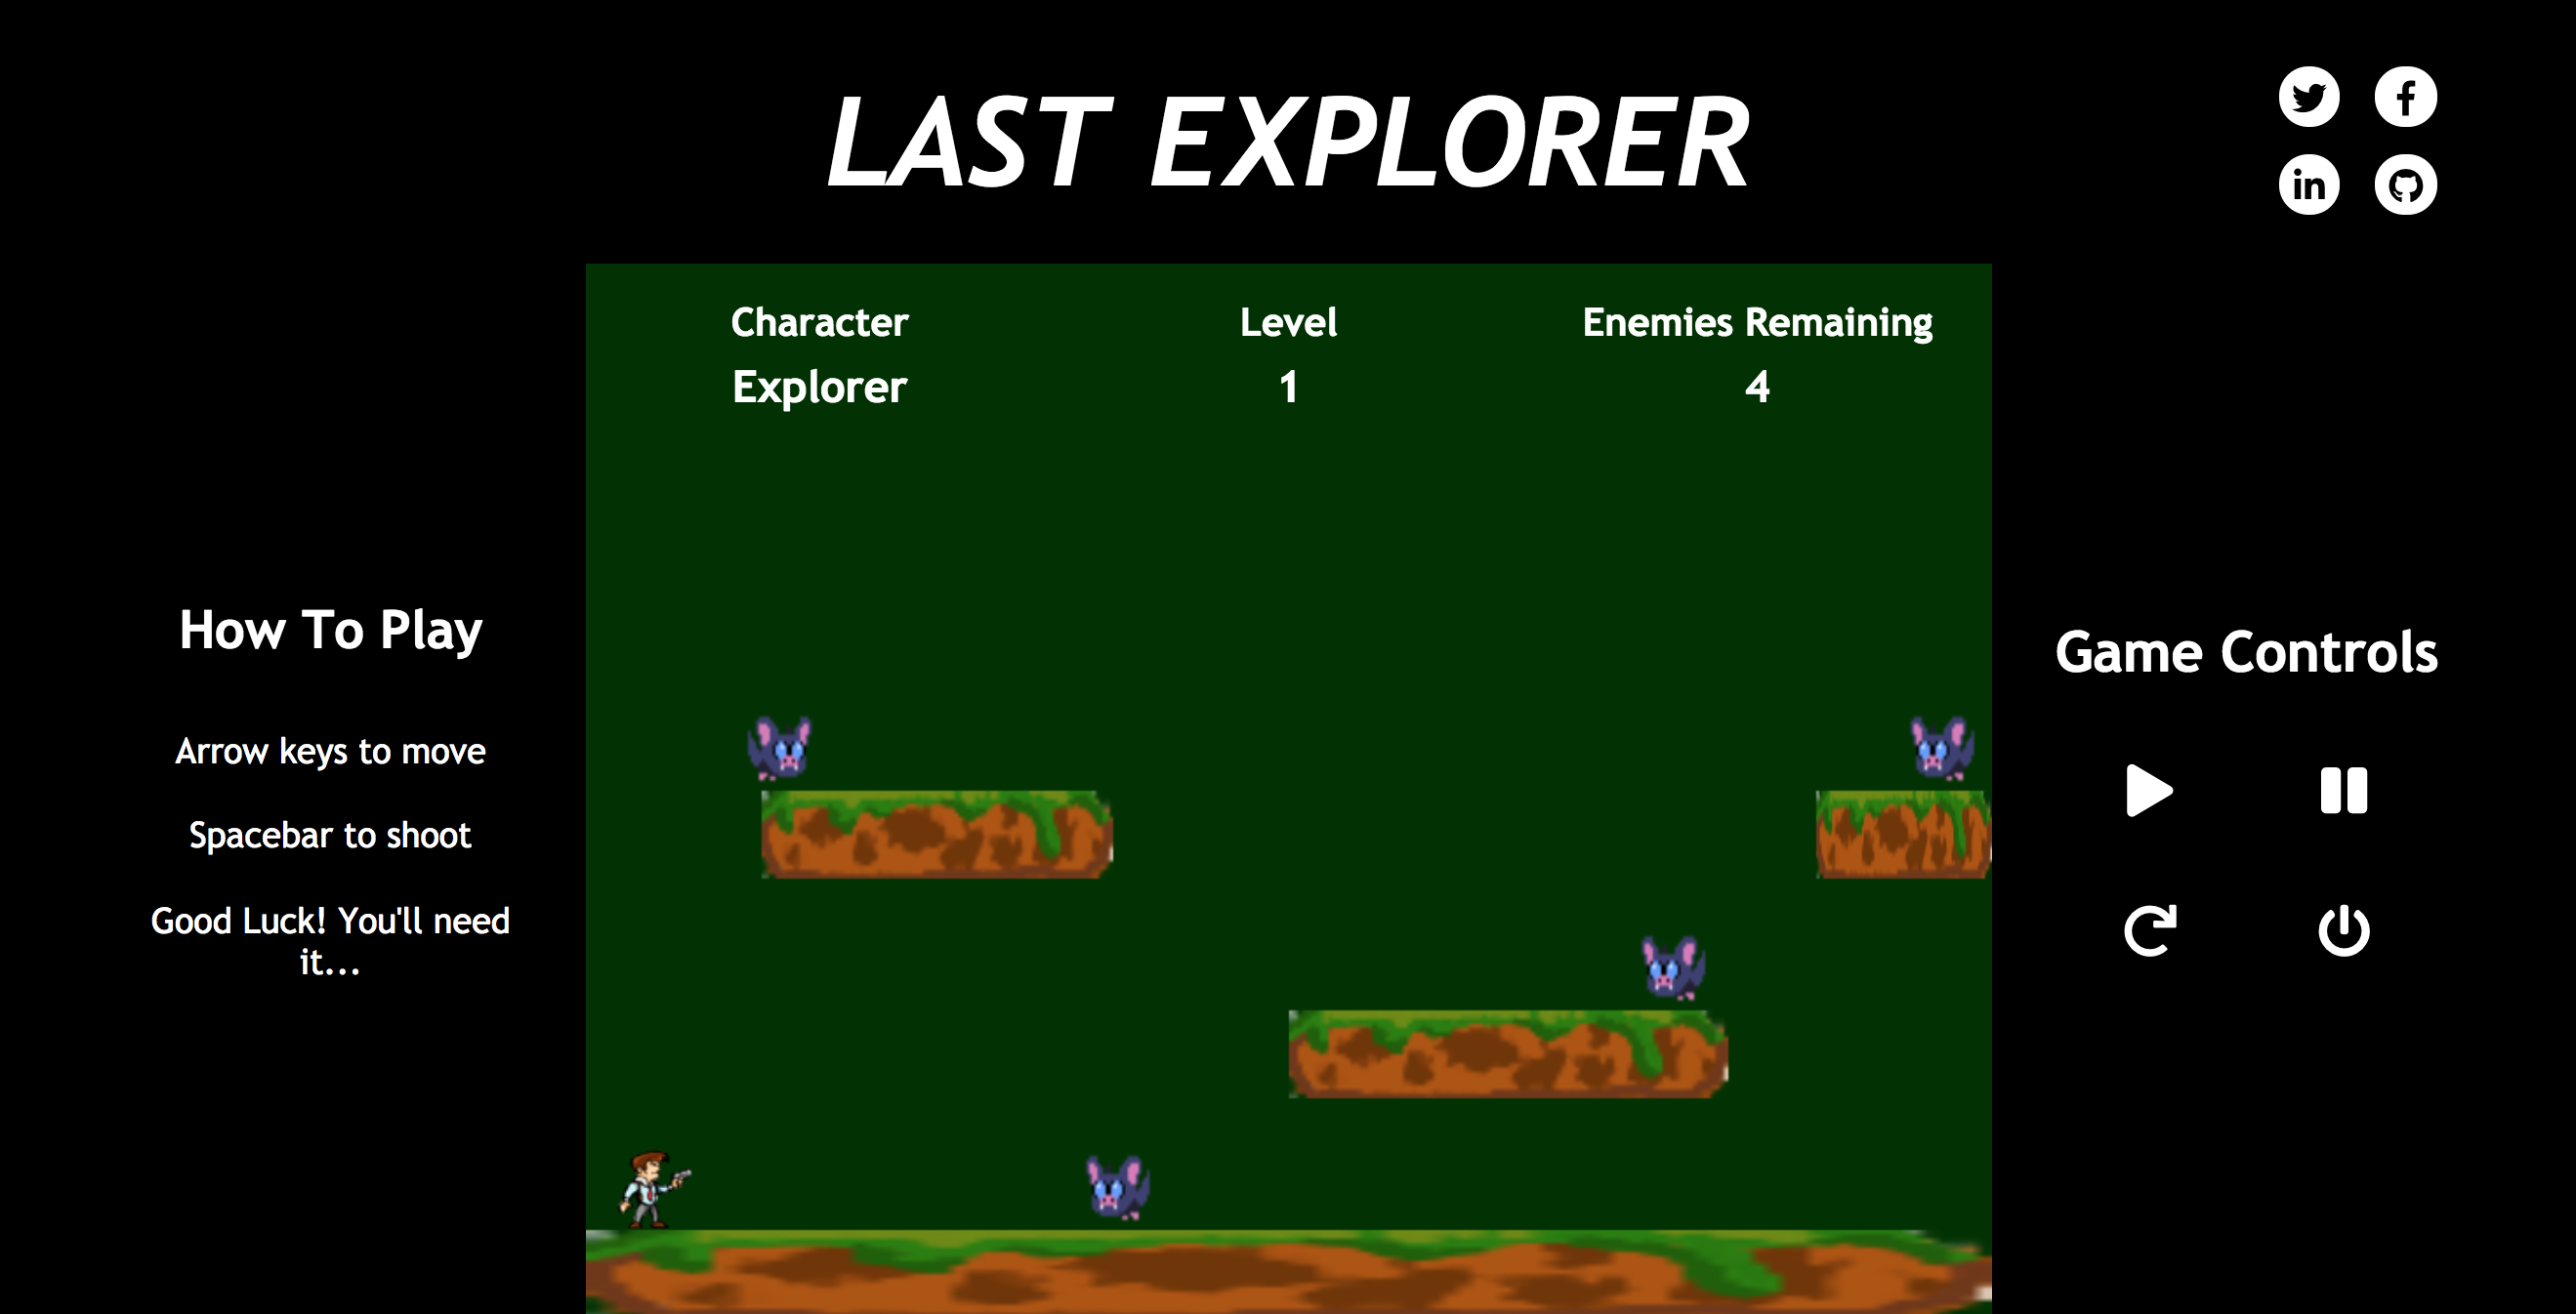 LAST EXPLORER
Character
Level
Enemies Remaining
Explorer
1
4
How To Play
Arrow keys to move
Spacebar to shoot
Good Luck! You'll need
it...
Game Controls